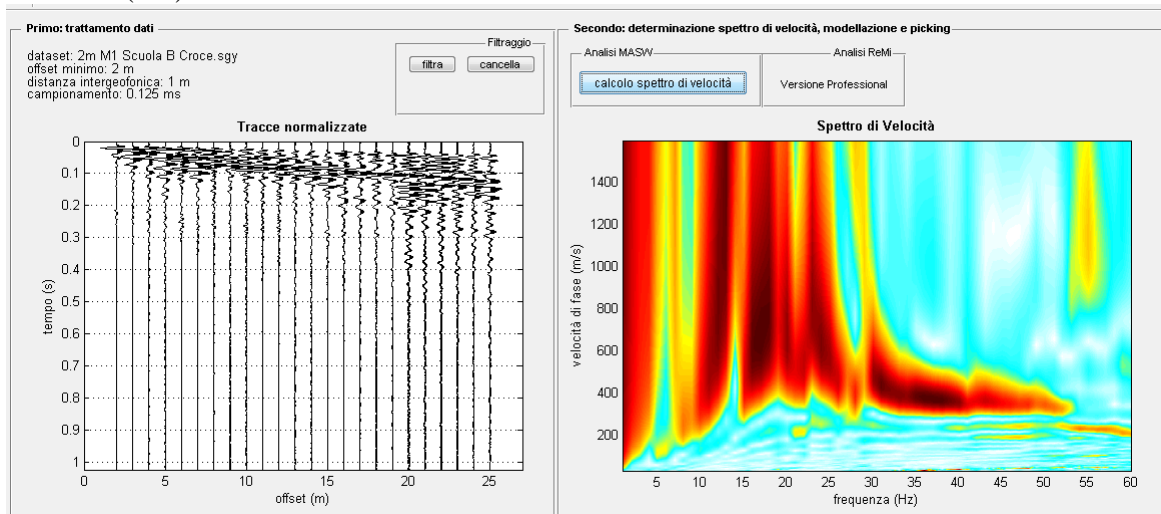 Primo: trattamento dati
dataset: 2m M1 Scuola B Croce.sgy
offset minimo: 2 m
distanza intergeofonica: 1 m
campionamento: 0.125 ms
Filtraggio
filtra
cancella
Tracce normalizzate
0
0.1
0.2
0.3
0.4
0.5
0.6
0.7
0.8
0.9
1
tempo (s)
0 5 10 15 20 25
offset (m)
Secondo: determinazione spettro di velocità, modellazione e picking
Analisi MASW
calcolo spettro di velocità
Analisi ReMi
Versione Professional
Spettro di Velocità
1400
1200
1000
800
600
400
200
velocità di fase (m/s)
5 10 15 20 25 30 35 40 45 50 55 60
frequenza (Hz)